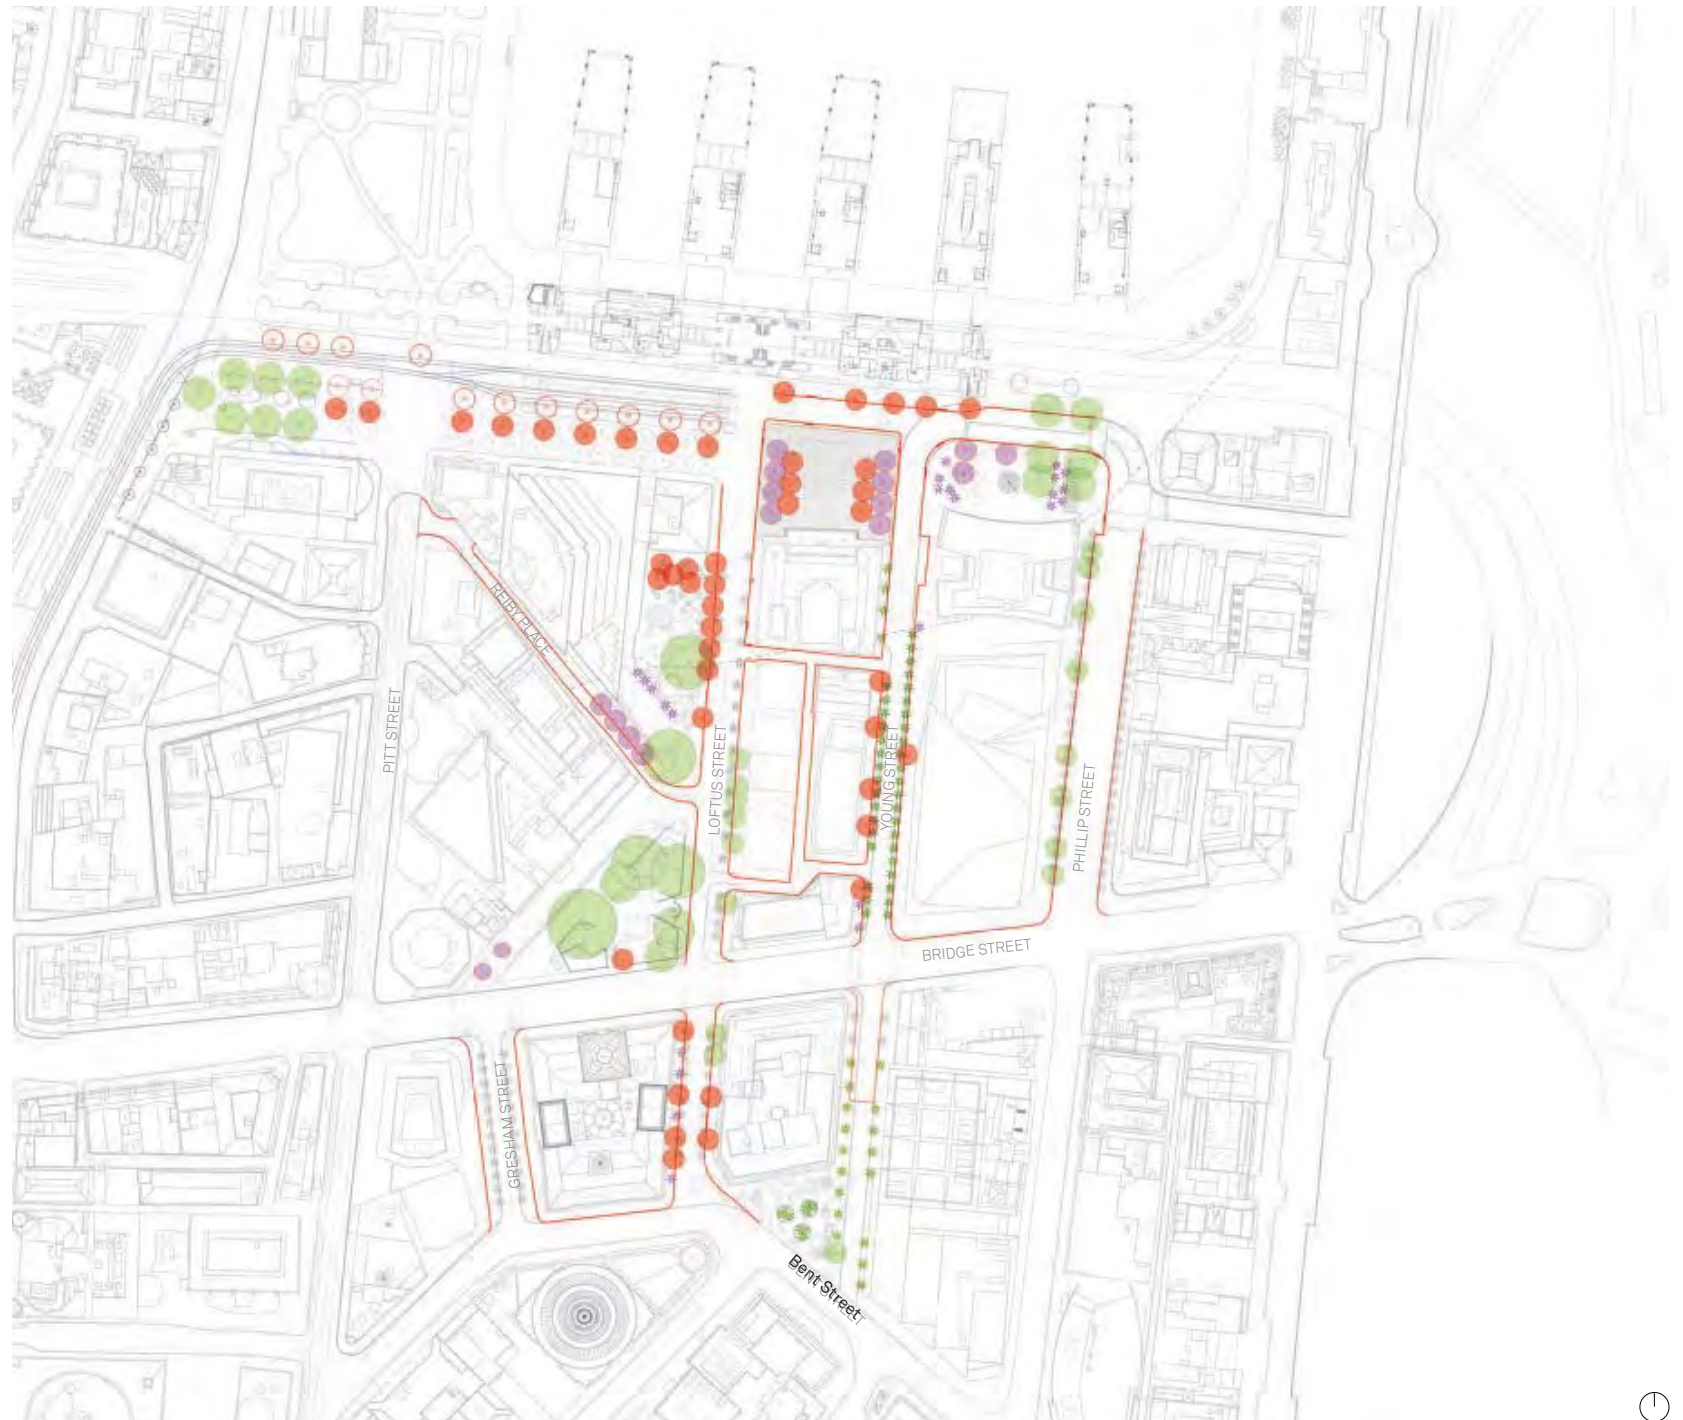 REIBY PLACE
PITT STREET
LOFTUS STREET
YOUNG STREET
PHILLIP STREET
BRIDGE STREET
GRESHAM STREET
Bent Street